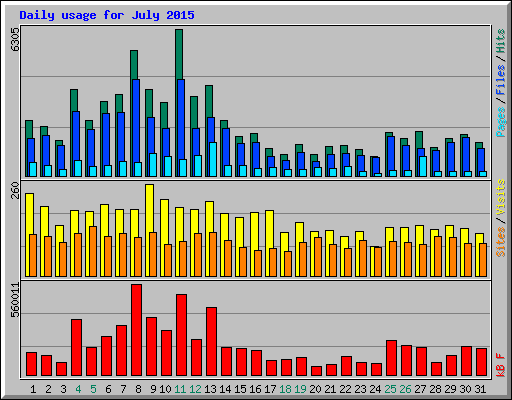 Daily usage for July 2015
6305
Pages / Files / Hits
260
Sites / Visits
560011
kB F
1 2 3 4 5 6 7 8 9 10 11 12 13 14 15 16 17 18 19 20 21 22 23 24 25 26 27 28 29 30 31